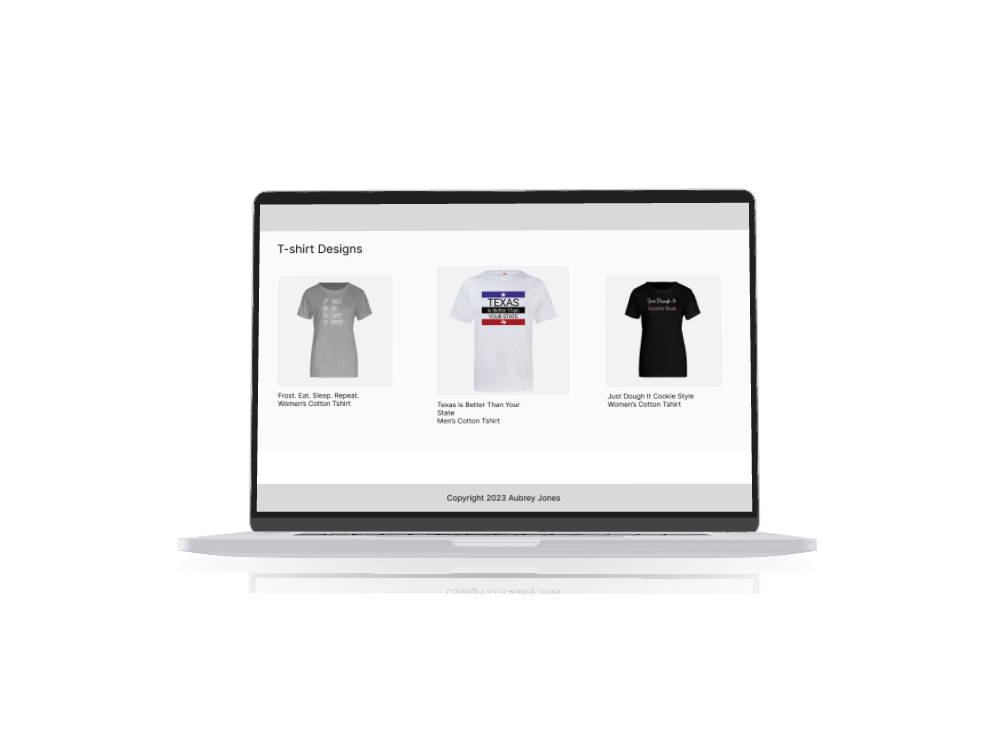 T-shirt Designs
TEXAS
is Better Than
YOUR STATE
Just Dough It
Cookie Style
Frost. Eat. Sleep. Repeat.
Women's Cotton Tshirt
Texas is Better Than Your
State
Men's Cotton Tshirt
Just Dough It Cookie Style
Women's Cotton Tshirt
Copyright 2023 Aubrey Jones